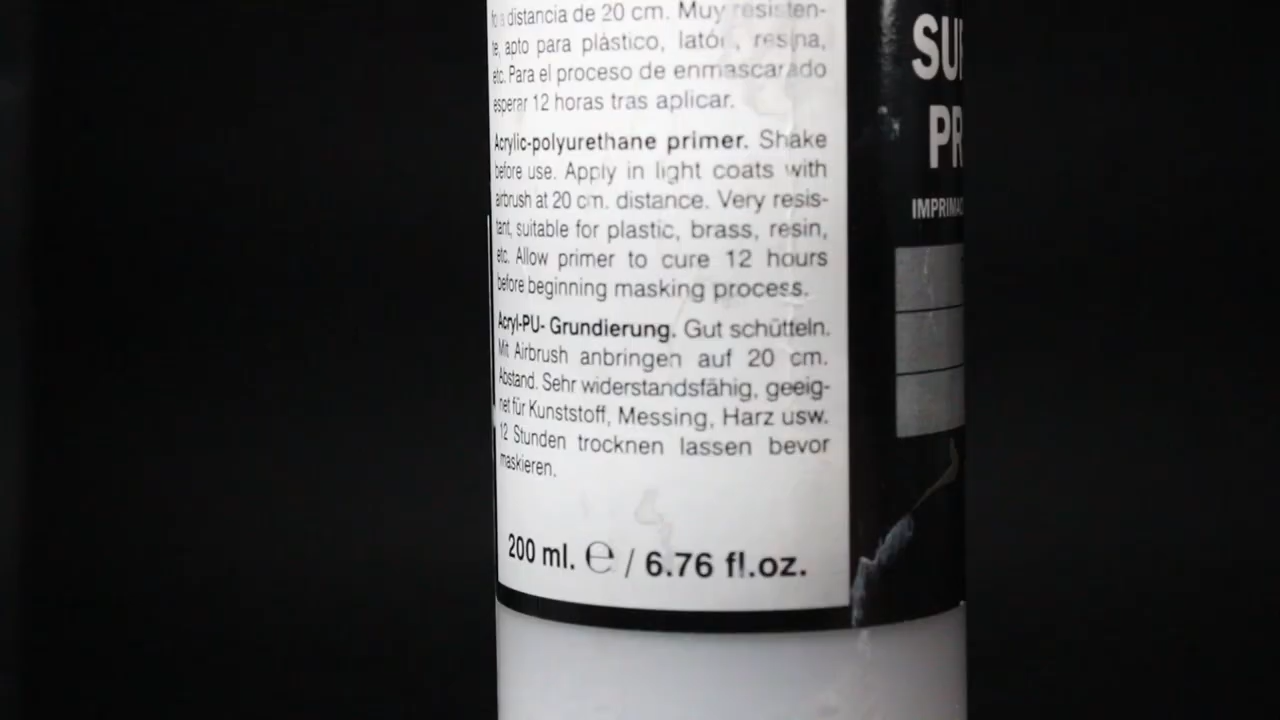 a distancia de 20 cm. Muy resisten-
te, apto para plástico, latón, resina,
etc. Para el proceso de enmascarado
esperar 12 horas tras aplicar.
Acrylic-polyurethane primer. Shake
before use. Apply in light coats with
airbrush at 20 cm. distance. Very resis-
tant, suitable for plastic, brass, resin,
etc. Allow primer to cure 12 hours
before beginning masking process.
Acryl-PU- Grundierung. Gut schütteln.
Mit Airbrush anbringen auf 20 cm.
Abstand. Sehr widerstandsfähig, geeig-
net für Kunststoff, Messing, Harz usw.
12 Stunden trocknen lassen bevor
maskieren.
200 ml. ℮ / 6.76 fl.oz.
SU
PR
IMPRIMA